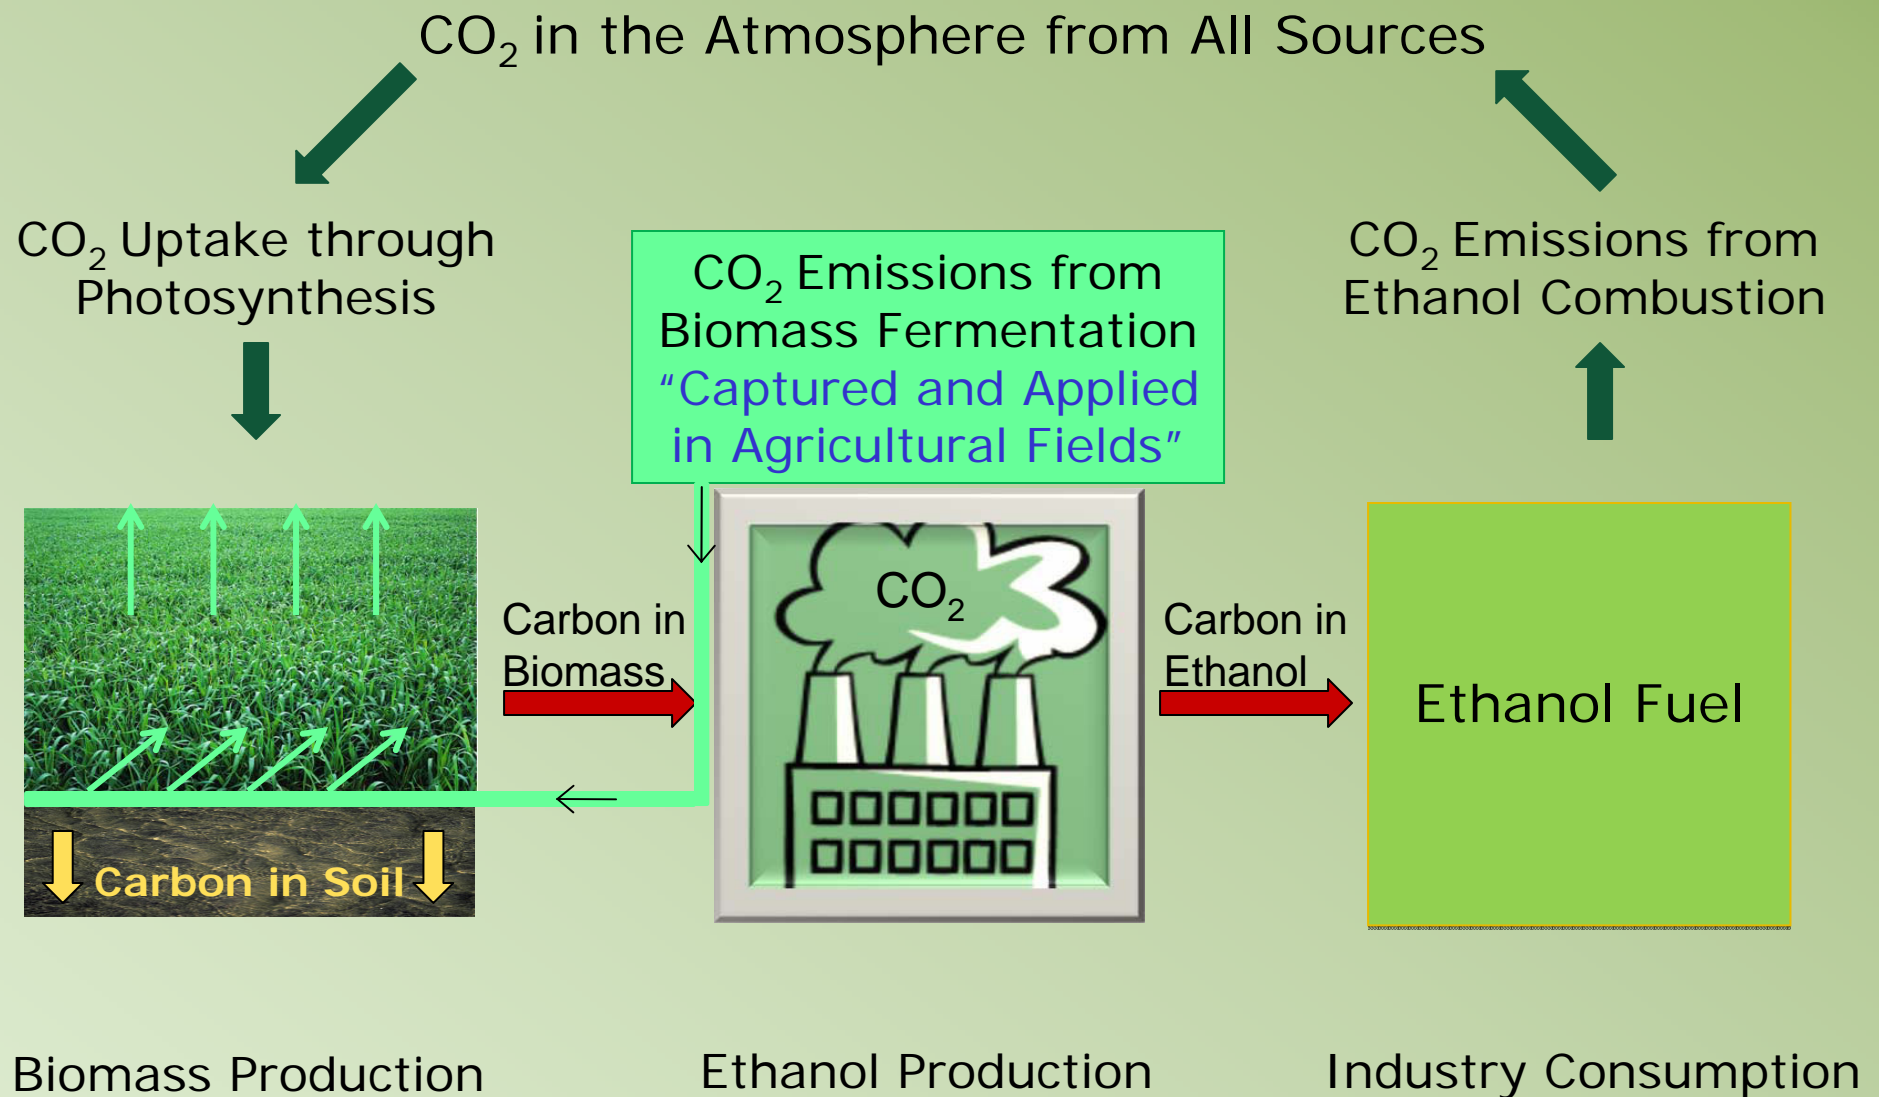 CO₂ in the Atmosphere from All Sources
CO₂ Uptake through
Photosynthesis
CO₂ Emissions from
Biomass Fermentation
“Captured and Applied
in Agricultural Fields”
CO₂ Emissions from
Ethanol Combustion
Carbon in
Biomass
CO₂
Carbon in
Ethanol
Ethanol Fuel
Carbon in Soil
Biomass Production
Ethanol Production
Industry Consumption